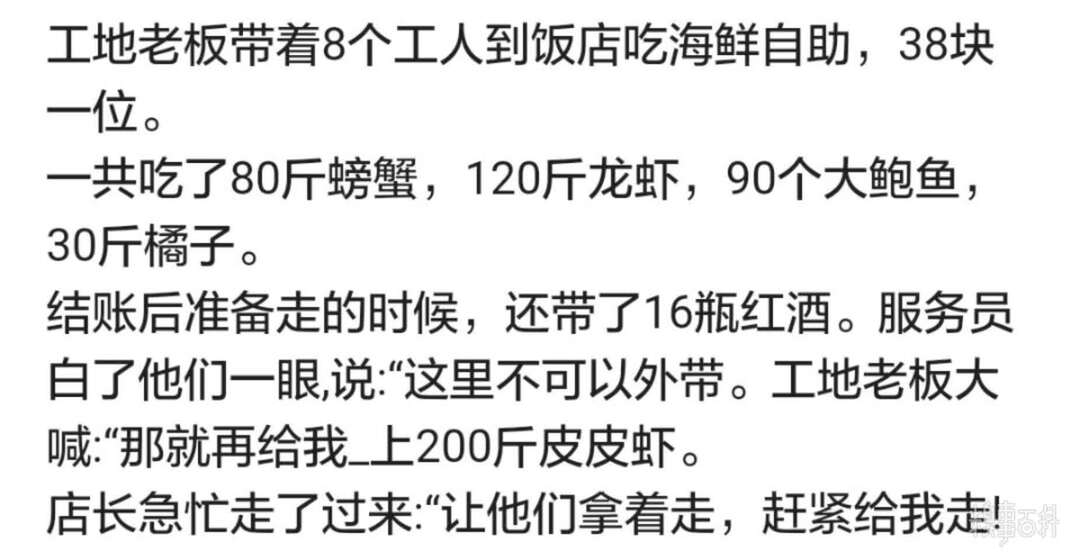 工地老板带着8个工人到饭店吃海鲜自助，38块
一位。
一共吃了80斤螃蟹，120斤龙虾，90个大鲍鱼，
30斤橘子。
结账后准备走的时候，还带了16瓶红酒。服务员
白了他们一眼,说:“这里不可以外带。工地老板大
喊:“那就再给我_上200斤皮皮虾。
店长急忙走了过来:“让他们拿着走，赶紧给我走!
糗事百科